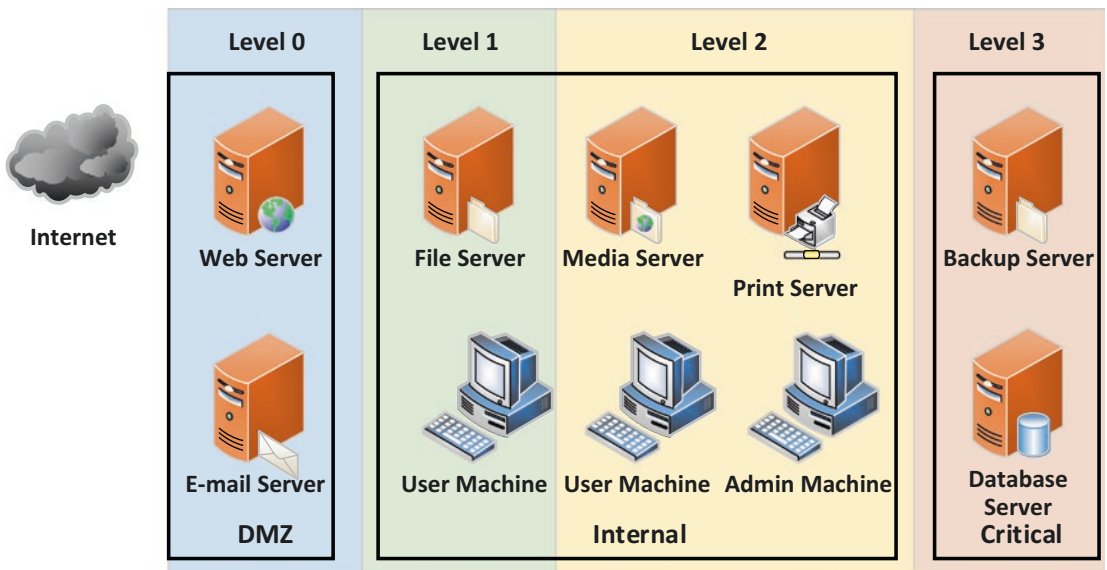 Level 0
Level 1
Level 2
Level 3
Internet
Web Server
File Server
Media Server
Print Server
Backup Server
E-mail Server
User Machine
User Machine
Admin Machine
Database
Server
DMZ
Internal
Critical